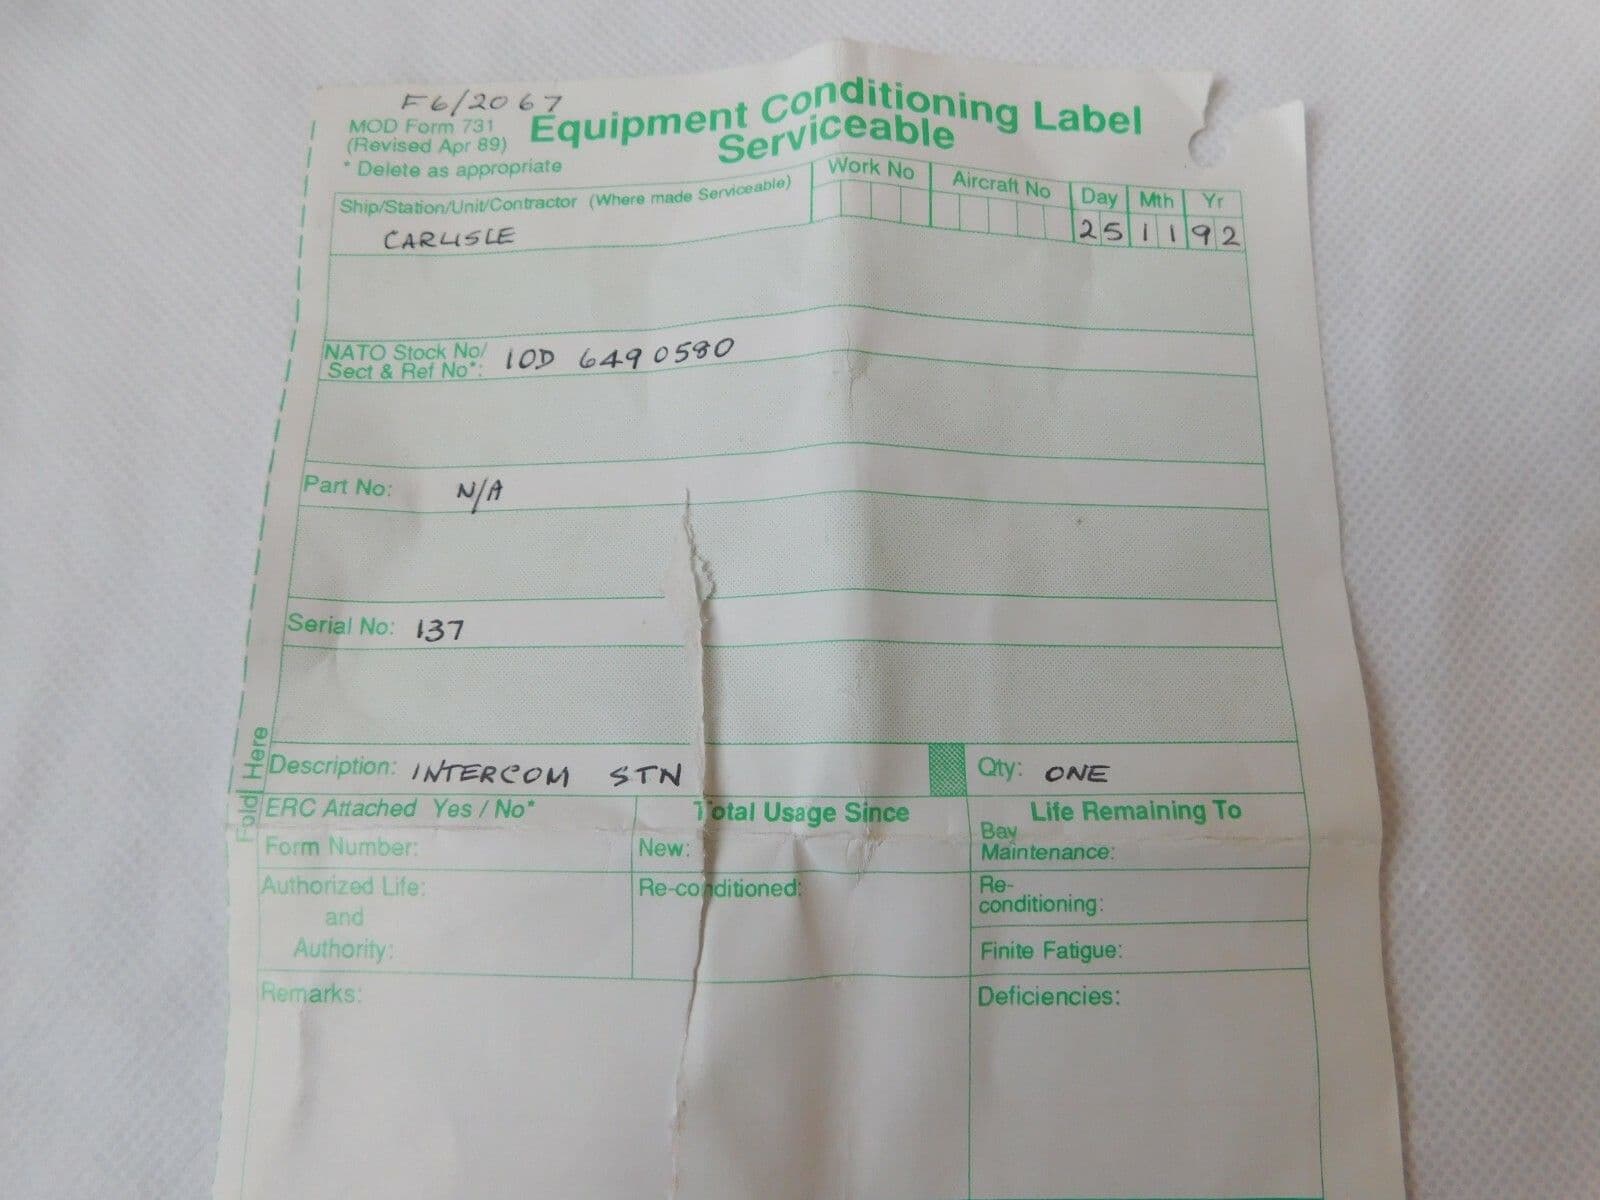 F6/2067
MOD Form 731
(Revised Apr 89)
* Delete as appropriate
Equipment Conditioning Label
Serviceable
Ship/Station/Unit/Contractor (Where made Serviceable)
CARLISLE
Work No
Aircraft No
Day Mth Yr
25 11 92
NATO Stock No/
Sect & Ref No*: 10D 6490580
Part No: N/A
Serial No: 137
Fold Here
Description: INTERCOM STN
Qty: ONE
ERC Attached Yes / No*
Total Usage Since
Life Remaining To
Form Number:
New:
Bay
Maintenance:
Authorized Life:
and
Authority:
Re-conditioned:
Re-
conditioning:
Finite Fatigue:
Remarks:
Deficiencies: